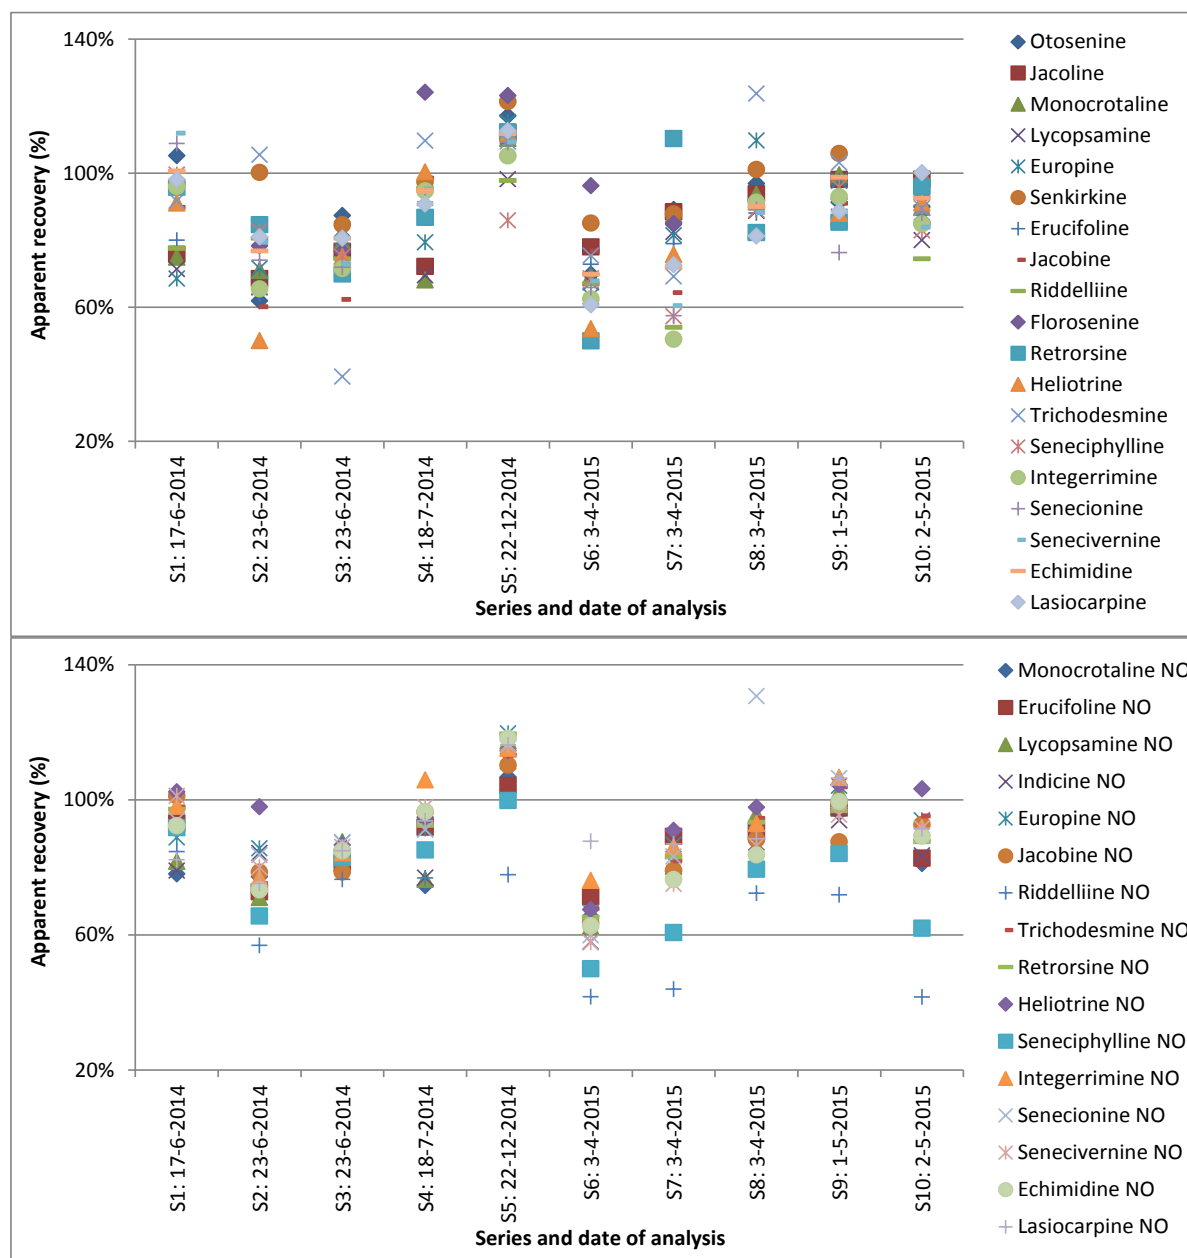 140%
100%
60%
20%
Apparent recovery (%)
S1: 17-6-2014
S2: 23-6-2014
S3: 23-6-2014
S4: 18-7-2014
S5: 22-12-2014
S6: 3-4-2015
S7: 3-4-2015
S8: 3-4-2015
S9: 1-5-2015
S10: 2-5-2015
Series and date of analysis
Otosenine
Jacoline
Monocrotaline
Lycopsamine
Europine
Senkirkine
Erucifoline
Jacobine
Riddelliine
Florosenine
Retrorsine
Heliotrine
Trichodesmine
Seneciphylline
Integerrimine
Senecionine
Senecivernine
Echimidine
Lasiocarpine
140%
100%
60%
20%
Apparent recovery (%)
S1: 17-6-2014
S2: 23-6-2014
S3: 23-6-2014
S4: 18-7-2014
S5: 22-12-2014
S6: 3-4-2015
S7: 3-4-2015
S8: 3-4-2015
S9: 1-5-2015
S10: 2-5-2015
Series and date of analysis
Monocrotaline NO
Erucifoline NO
Lycopsamine NO
Indicine NO
Europine NO
Jacobine NO
Riddelliine NO
Trichodesmine NO
Retrorsine NO
Heliotrine NO
Seneciphylline NO
Integerrimine NO
Senecionine NO
Senecivernine NO
Echimidine NO
Lasiocarpine NO